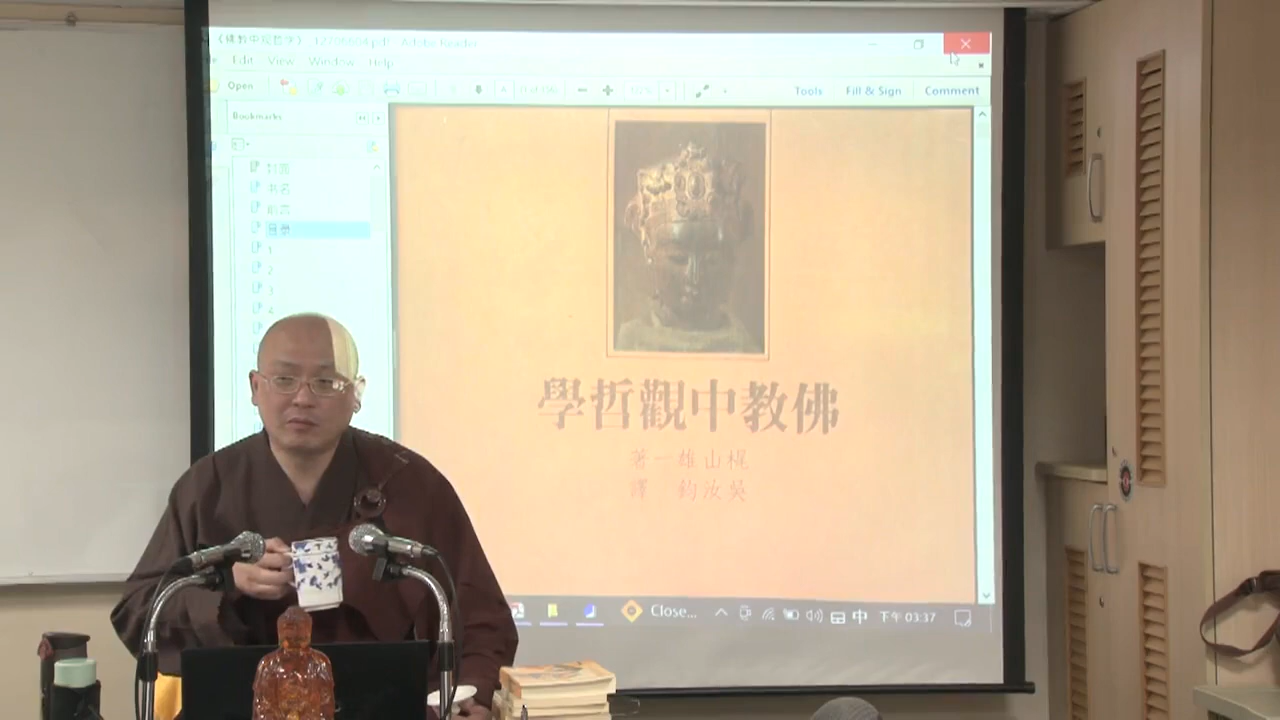 Edit View Window Help
Open
Tools Fill & Sign Comment
Bookmarks
封面
书名
前言
目录
1
2
3
4
學哲觀中教佛
著一雄山梶
譯 鈞汝吳
Close...
中
下午 03:37